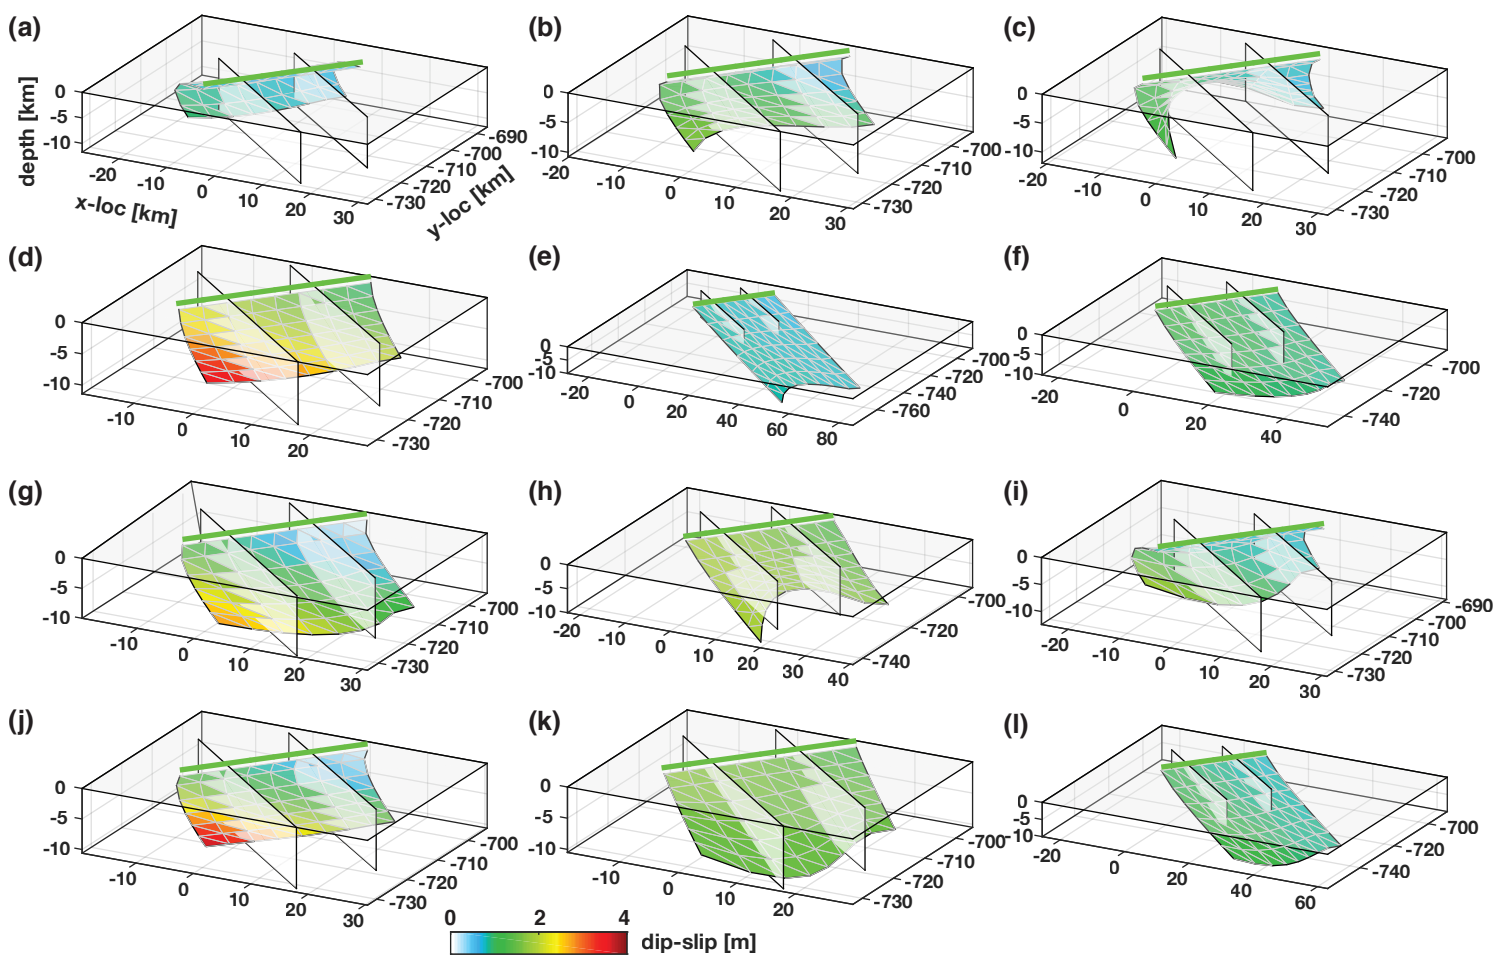 (a) (b) (c)
0 -5 -10
depth [km]
-20 -10 0 10 20 30
x-loc [km]
-730 -720 -710 -700 -690
y-loc [km]
0 -5 -10
-20 -10 0 10 20 30
-730 -720 -710 -700
0 -5 -10
-20 -10 0 10 20 30
-730 -720 -710 -700
(d) (e) (f)
0 -5 -10
-10 0 10 20
-730 -720 -710 -700
0 -5 -10
-20 0 20 40 60 80
-760 -740 -720 -700
0 -5 -10
-20 0 20 40
-740 -720 -700
(g) (h) (i)
0 -5 -10
-10 0 10 20 30
-730 -720 -710 -700
0 -5 -10
-20 -10 0 10 20 30 40
-740 -720 -700
0 -5 -10
-20 -10 0 10 20 30
-730 -720 -710 -700 -690
(j) (k) (l)
0 -5 -10
-10 0 10 20 30
-730 -720 -710 -700
0 -5 -10
-10 0 10 20
-730 -720 -710 -700
0 -5 -10
-20 0 20 40 60
-740 -720 -700
0 2 4
dip-slip [m]